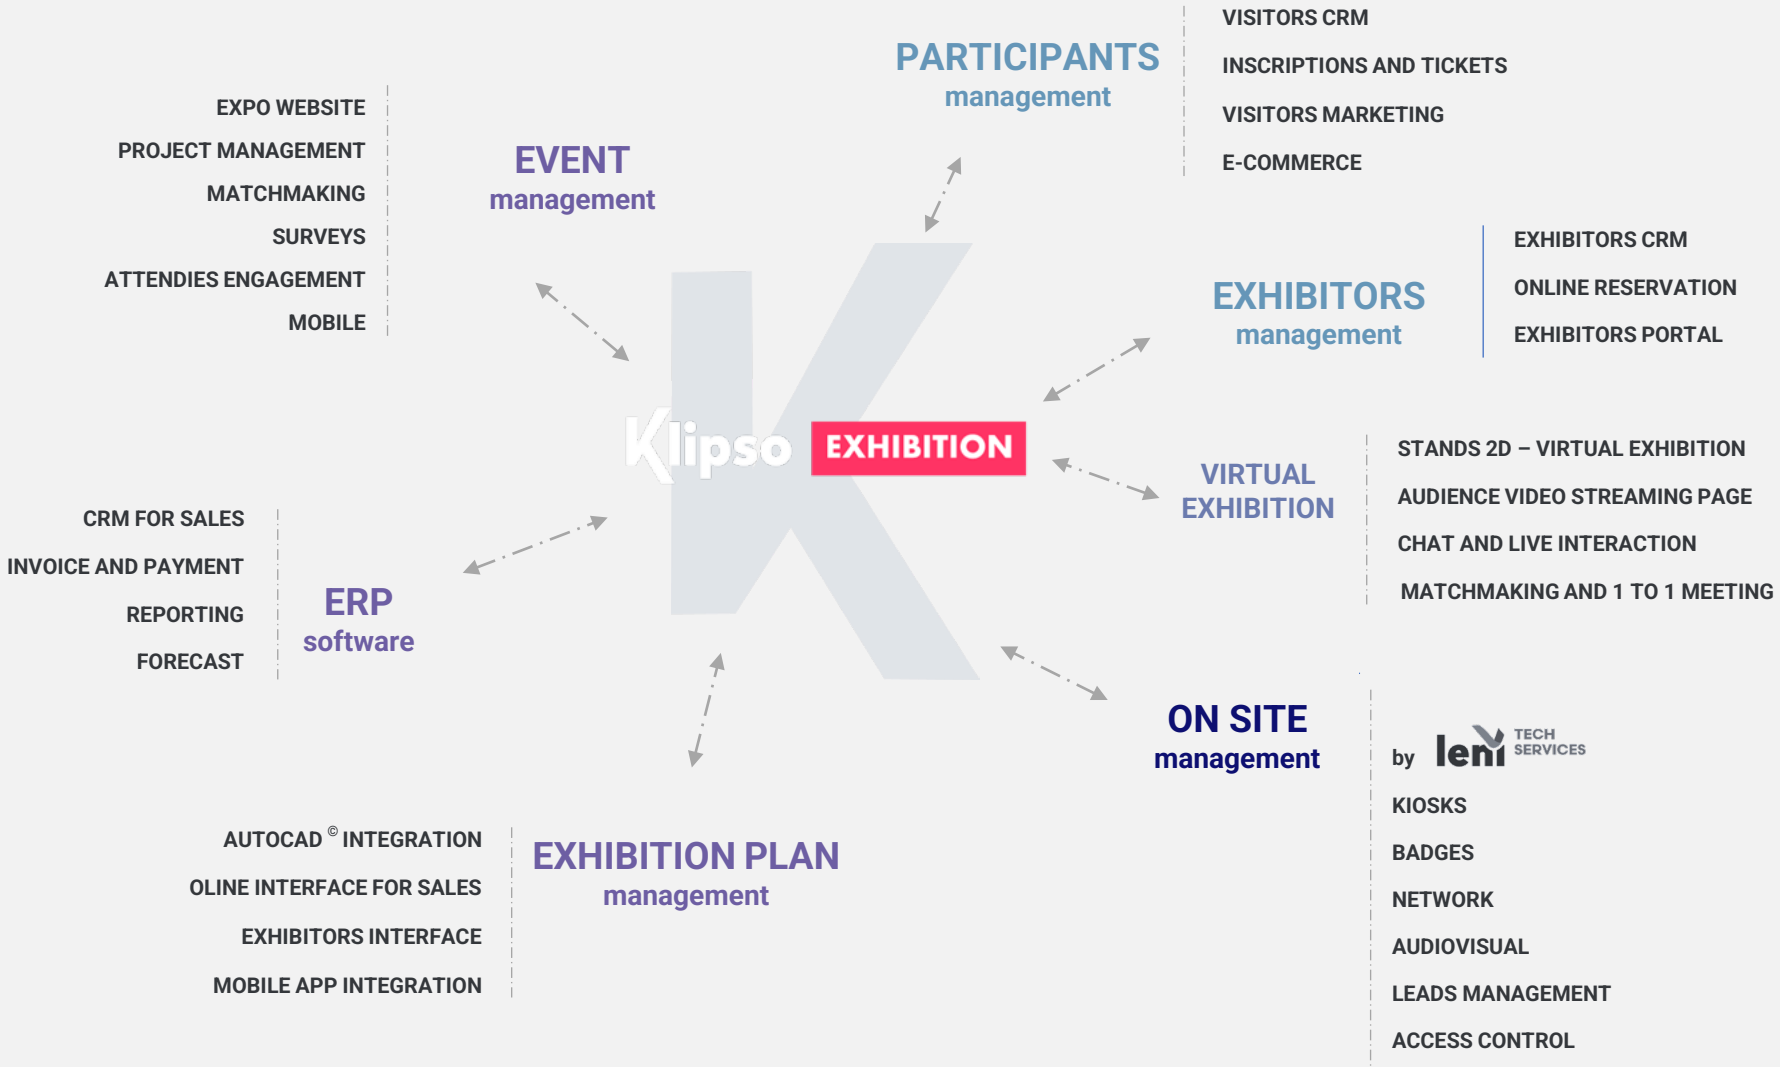 PARTICIPANTS
management
VISITORS CRM
INSCRIPTIONS AND TICKETS
VISITORS MARKETING
E-COMMERCE
EXPO WEBSITE
PROJECT MANAGEMENT
MATCHMAKING
SURVEYS
ATTENDIES ENGAGEMENT
MOBILE
EVENT
management
EXHIBITORS
management
EXHIBITORS CRM
ONLINE RESERVATION
EXHIBITORS PORTAL
Klipso EXHIBITION
VIRTUAL
EXHIBITION
STANDS 2D – VIRTUAL EXHIBITION
AUDIENCE VIDEO STREAMING PAGE
CHAT AND LIVE INTERACTION
MATCHMAKING AND 1 TO 1 MEETING
CRM FOR SALES
INVOICE AND PAYMENT
REPORTING
FORECAST
ERP
software
ON SITE
management
by leni TECH
SERVICES
KIOSKS
BADGES
NETWORK
AUDIOVISUAL
LEADS MANAGEMENT
ACCESS CONTROL
AUTOCAD © INTEGRATION
OLINE INTERFACE FOR SALES
EXHIBITORS INTERFACE
MOBILE APP INTEGRATION
EXHIBITION PLAN
management